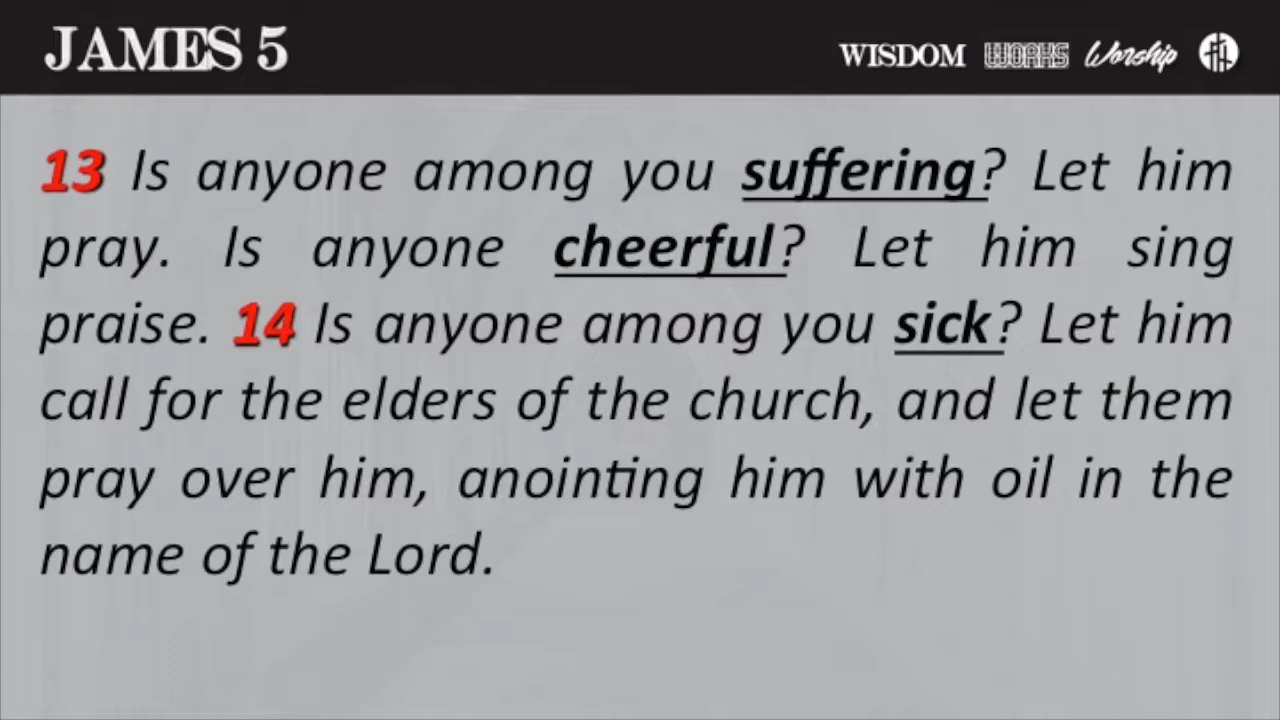 JAMES 5
WISDOM WORKS Worship
13 Is anyone among you suffering? Let him
pray. Is anyone cheerful? Let him sing
praise. 14 Is anyone among you sick? Let him
call for the elders of the church, and let them
pray over him, anointing him with oil in the
name of the Lord.